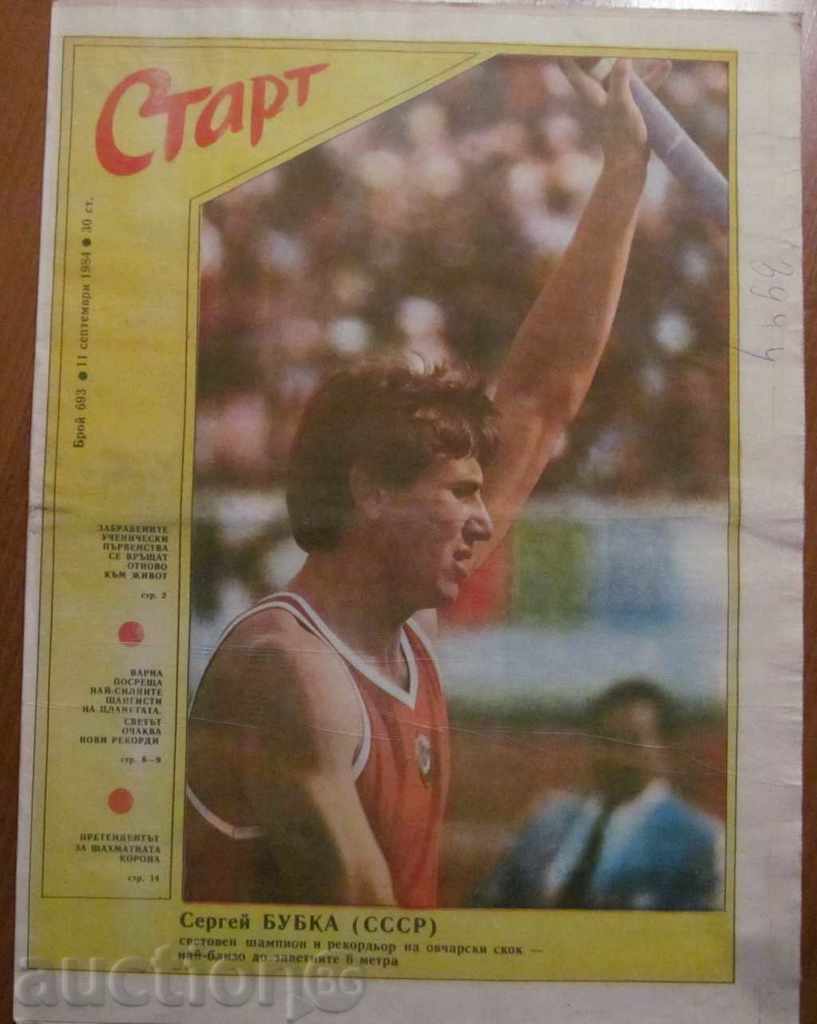 Старт
Брой 693 ● 11 септември 1984 ● 30 ст.
ЗАБРАВЕНИТЕ
УЧЕНИЧЕСКИ
ПЪРВЕНСТВА
СЕ ВРЪЩАТ
ОТНОВО
КЪМ ЖИВОТ
стр. 2
ВАРНА
ПОСРЕЩА
НАЙ-СИЛНИТЕ
ЩАНГИСТИ
НА ПЛАНЕТАТА.
СВЕТЪТ
ОЧАКВА
НОВИ РЕКОРДИ
стр. 8—9
ПРЕТЕНДЕНТЪТ
ЗА ШАХМАТНАТА
КОРОНА
стр. 14
Сергей БУБКА (СССР)
световен шампион и рекордьор на овчарски скок —
най-близо до заветните 6 метра
auction BG